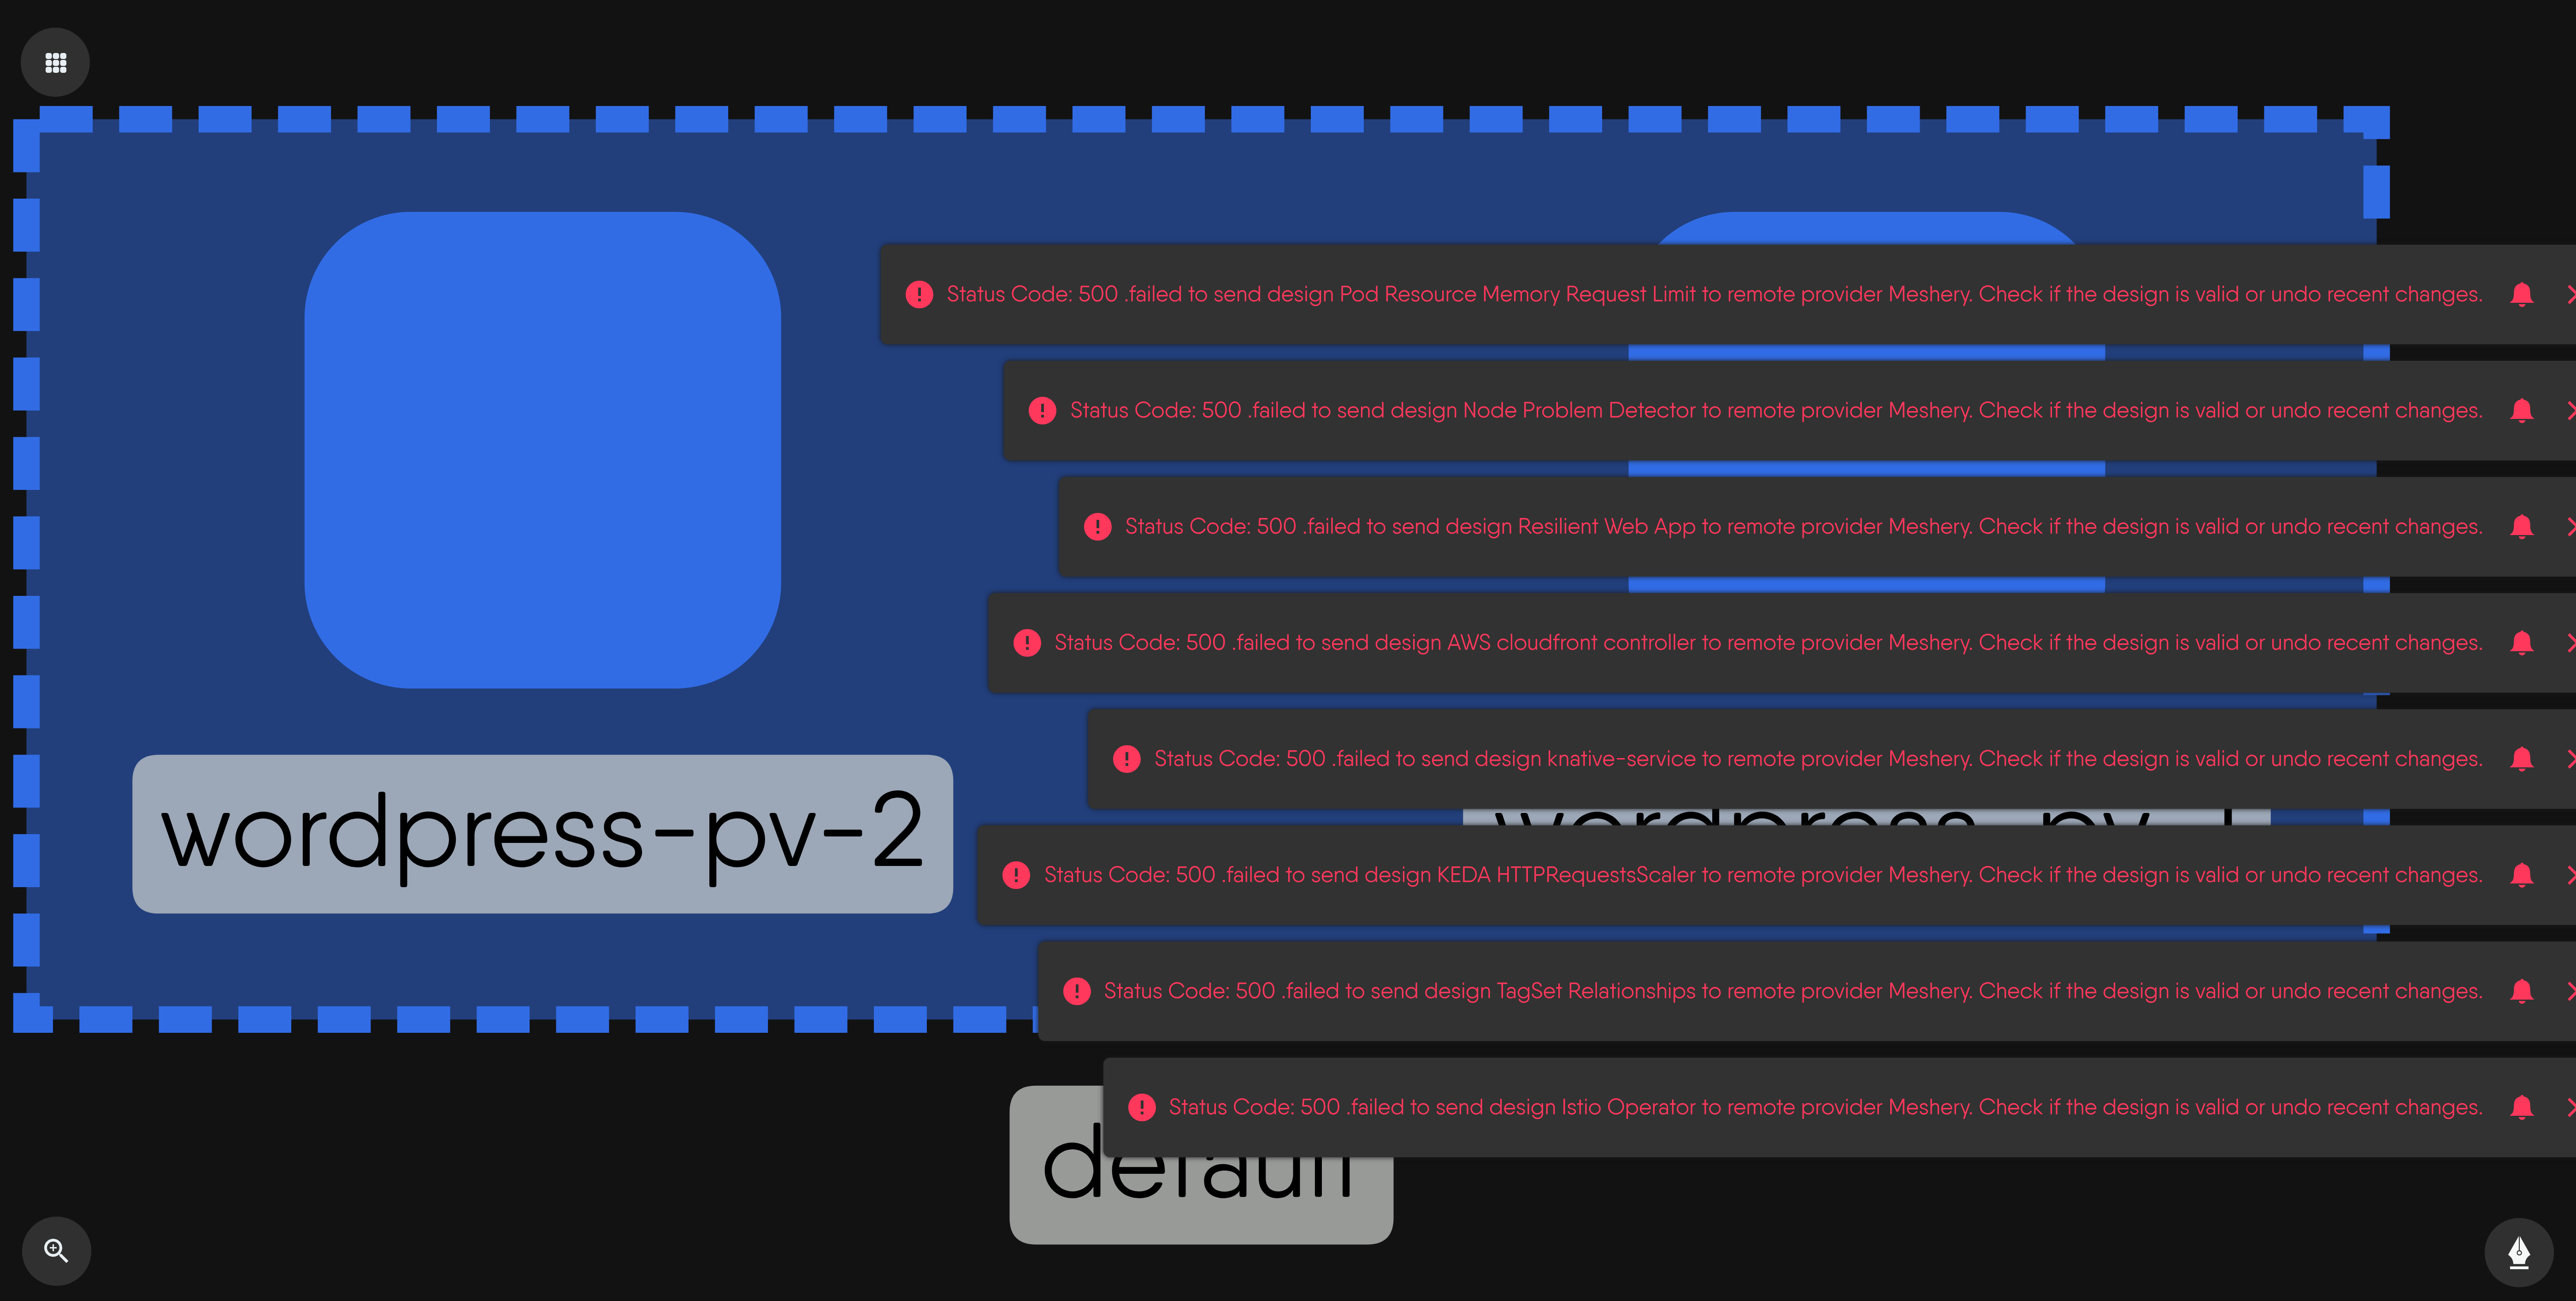 Status Code: 500 .failed to send design Pod Resource Memory Request Limit to remote provider Meshery. Check if the design is valid or undo recent changes.
Status Code: 500 .failed to send design Node Problem Detector to remote provider Meshery. Check if the design is valid or undo recent changes.
Status Code: 500 .failed to send design Resilient Web App to remote provider Meshery. Check if the design is valid or undo recent changes.
Status Code: 500 .failed to send design AWS cloudfront controller to remote provider Meshery. Check if the design is valid or undo recent changes.
Status Code: 500 .failed to send design knative-service to remote provider Meshery. Check if the design is valid or undo recent changes.
wordpress-pv-2
Status Code: 500 .failed to send design KEDA HTTPRequestsScaler to remote provider Meshery. Check if the design is valid or undo recent changes.
Status Code: 500 .failed to send design TagSet Relationships to remote provider Meshery. Check if the design is valid or undo recent changes.
Status Code: 500 .failed to send design Istio Operator to remote provider Meshery. Check if the design is valid or undo recent changes.
default